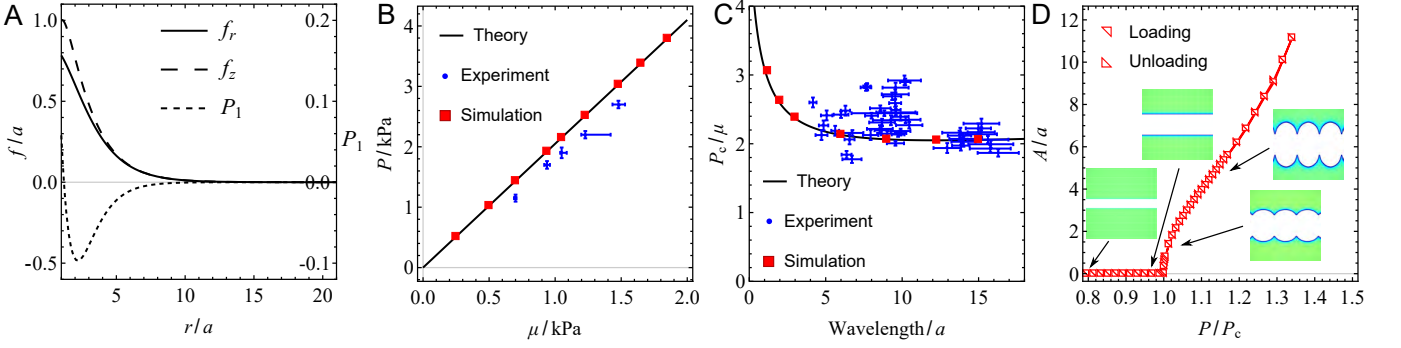 A
1.0
0.5
0.0
-0.5
f / a
5
10
15
20
r / a
0.2
0.1
0.0
-0.1
P₁
f_r
f_z
P₁
B
4
3
2
1
0
P / kPa
0.0
0.5
1.0
1.5
2.0
μ / kPa
Theory
Experiment
Simulation
C
4
3
2
1
0
P_c / μ
0
5
10
15
Wavelength / a
Theory
Experiment
Simulation
D
12
10
8
6
4
2
0
A / a
0.8
0.9
1.0
1.1
1.2
1.3
1.4
1.5
P / P_c
Loading
Unloading